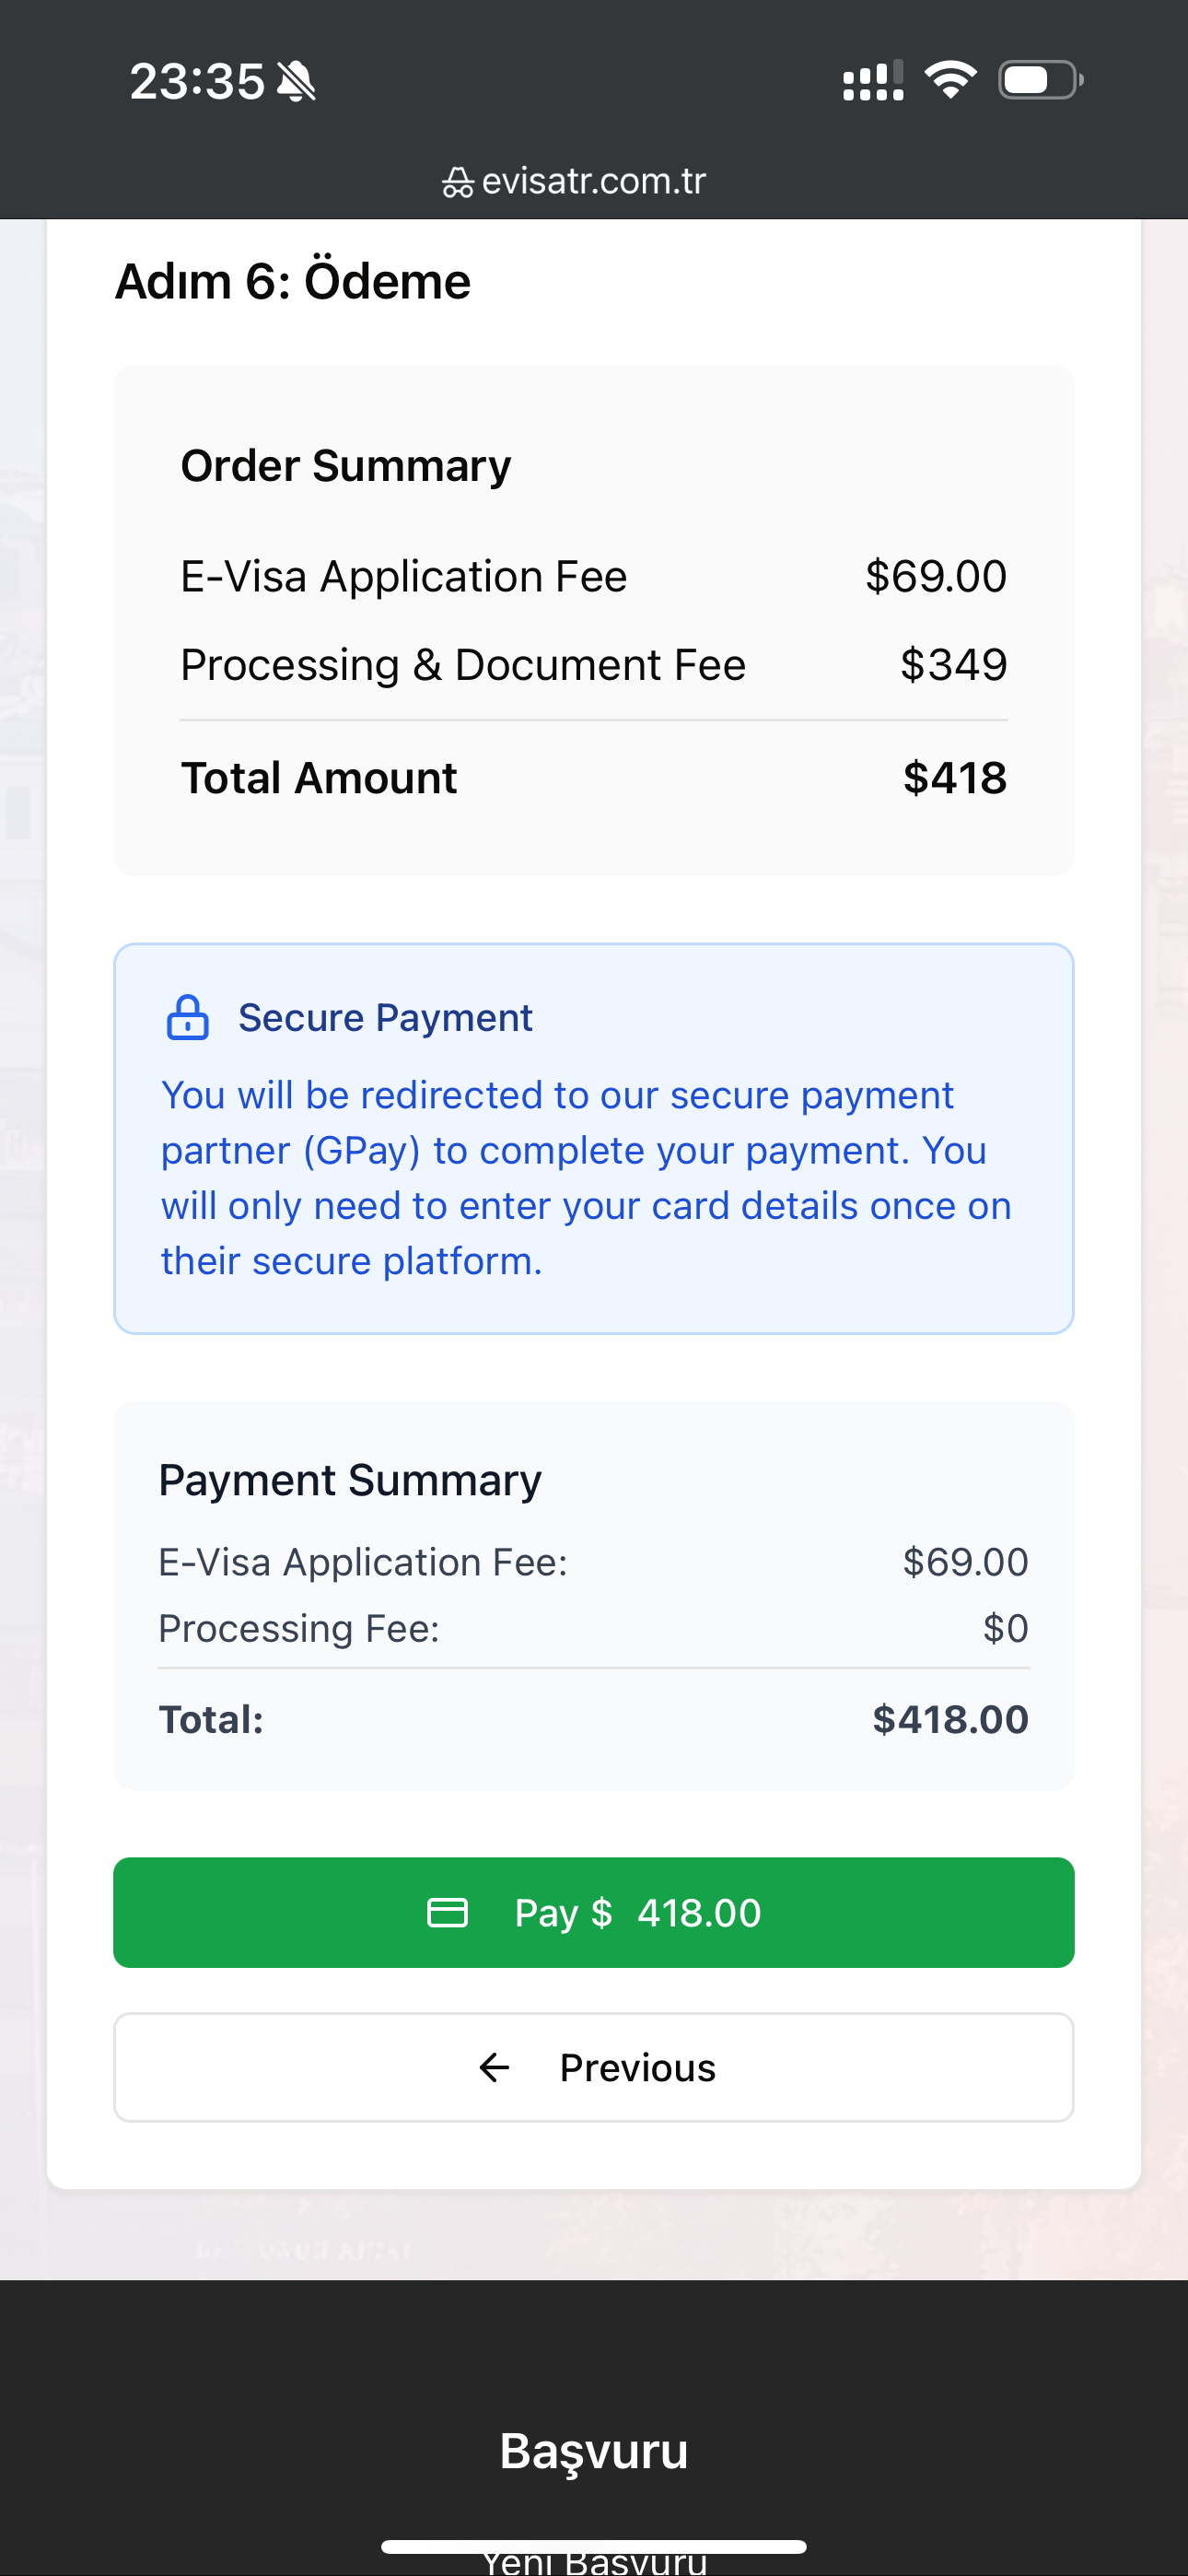 23:35
evisatr.com.tr
Adım 6: Ödeme
Order Summary
E-Visa Application Fee $69.00
Processing & Document Fee $349
Total Amount $418
Secure Payment
You will be redirected to our secure payment
partner (GPay) to complete your payment. You
will only need to enter your card details once on
their secure platform.
Payment Summary
E-Visa Application Fee: $69.00
Processing Fee: $0
Total: $418.00
Pay $ 418.00
Previous
Başvuru
Yeni Başvuru